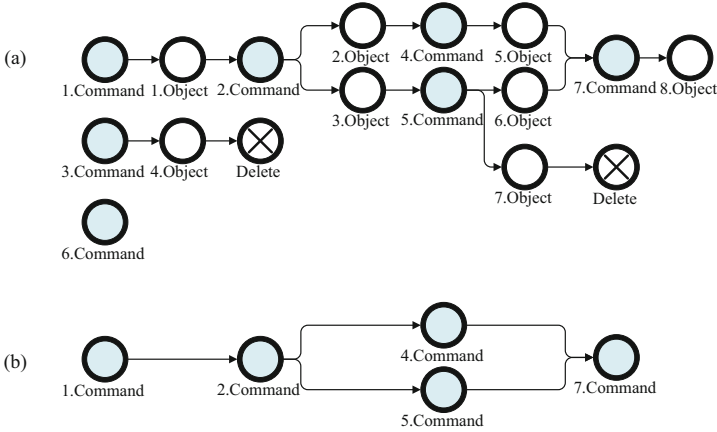 (a)
2.Object 4.Command 5.Object
1.Command 1.Object 2.Command
7.Command 8.Object
3.Object 5.Command 6.Object
3.Command 4.Object Delete
7.Object Delete
6.Command
(b)
4.Command
1.Command 2.Command 7.Command
5.Command